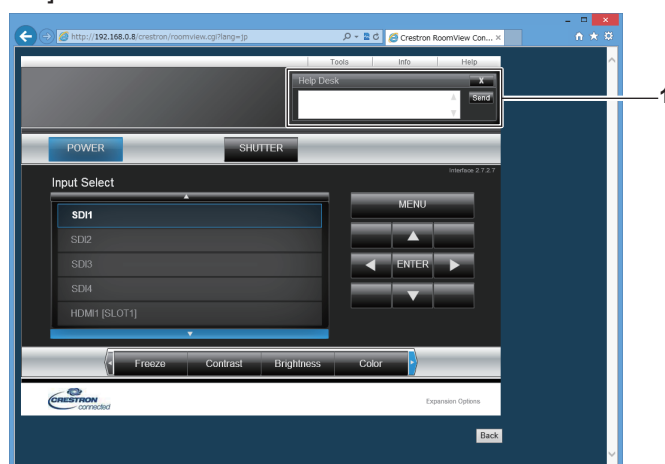 http://192.168.0.8/crestron/roomview.cgi?lang=jp
Crestron RoomView Con... ×
Tools Info Help
Help Desk X
Send
1
POWER SHUTTER
Interface 2.7.2.7
Input Select
SDI1
SDI2
SDI3
SDI4
HDMI1 [SLOT1]
MENU
ENTER
Freeze Contrast Brightness Color
CRESTRON
connected
Expansion Options
Back